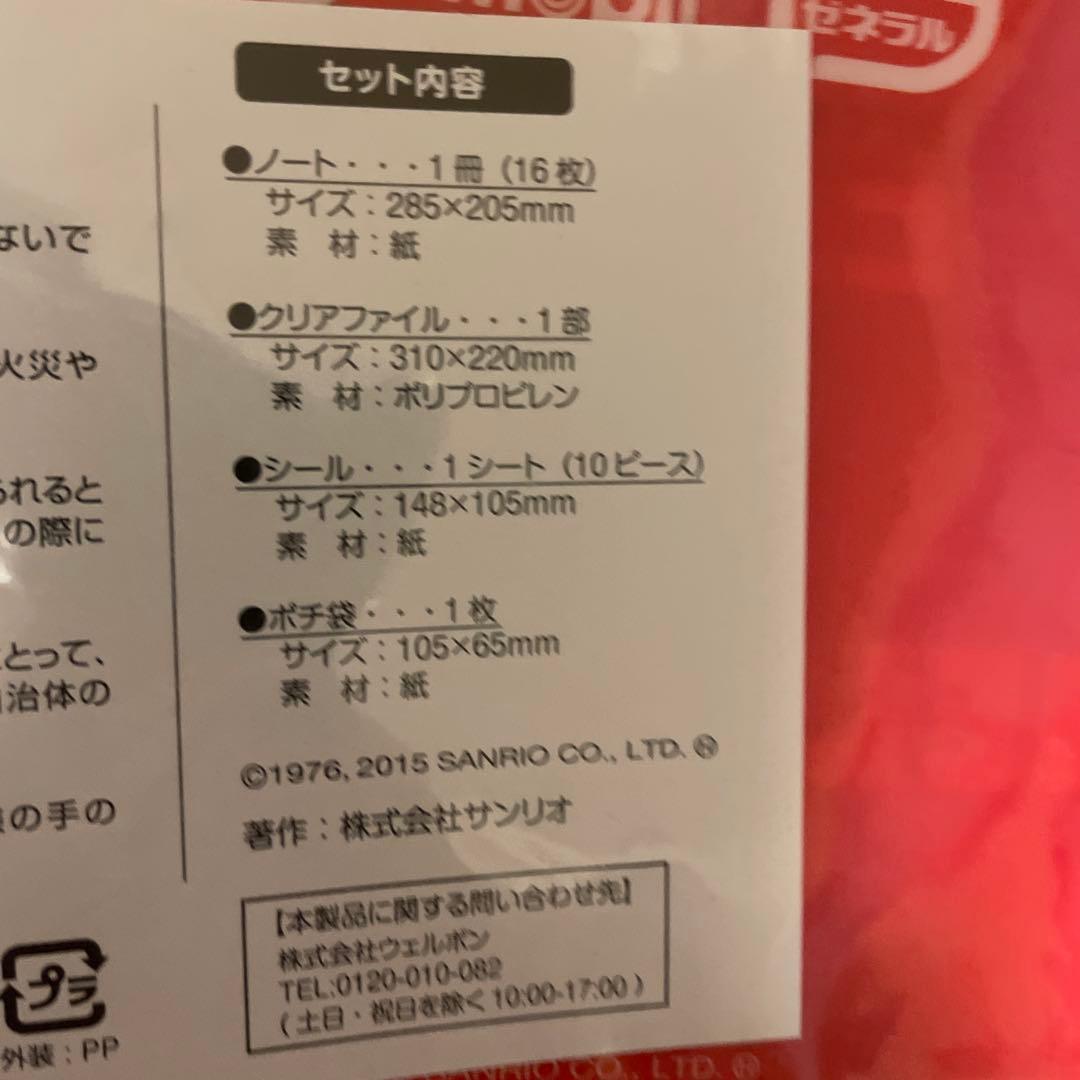 mobil
ゼネラル
セット内容
●ノート・・・1冊（16枚）
サイズ：285×205mm
素　材：紙
●クリアファイル・・・1部
サイズ：310×220mm
素　材：ポリプロピレン
●シール・・・1シート（10ピース）
サイズ：148×105mm
素　材：紙
●ポチ袋・・・1枚
サイズ：105×65mm
素　材：紙
©1976, 2015 SANRIO CO., LTD. Ⓗ
著作：株式会社サンリオ
【本製品に関する問い合わせ先】
株式会社ウェルボン
TEL:0120-010-082
(土日・祝日を除く10:00-17:00)
ないで
火災や
られると
の際に
とって、
治体の
の手の
プラ
外装：PP
SANRIO CO., LTD. Ⓗ